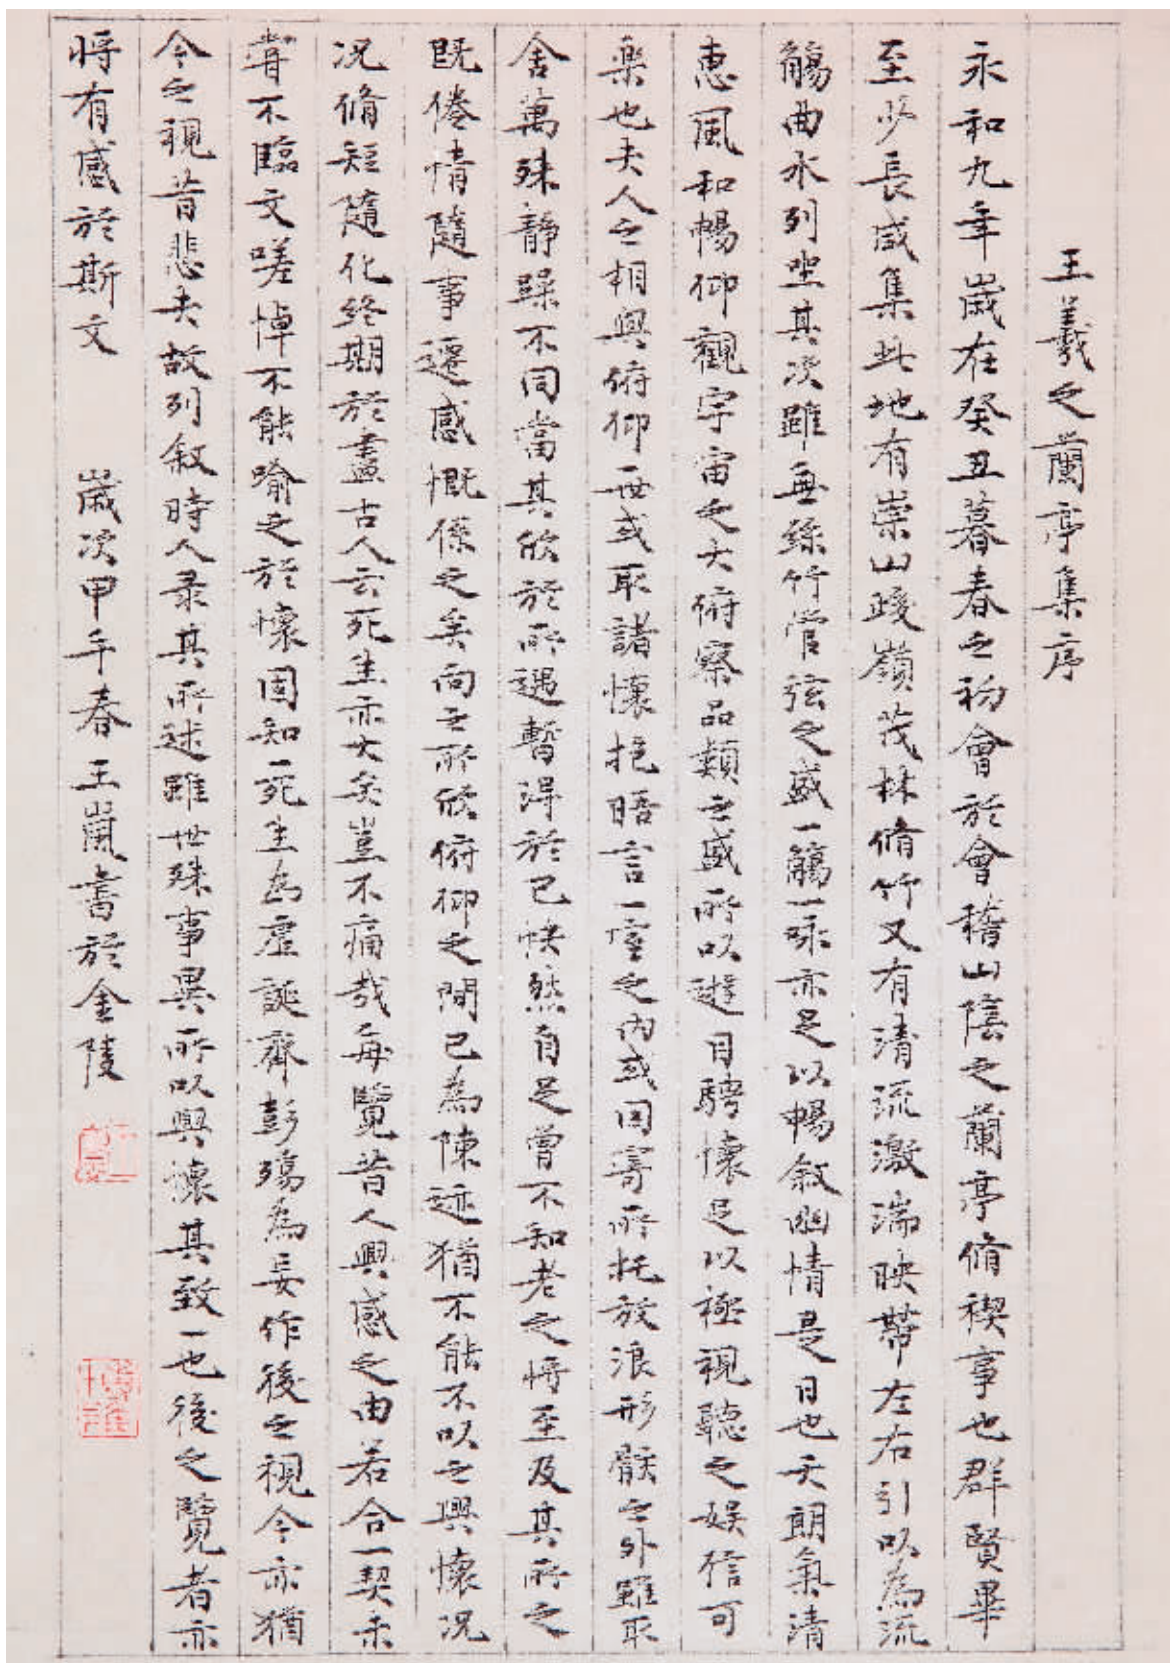 王羲之蘭亭集序
永和九年歲在癸丑暮春之初會於會稽山陰之蘭亭脩禊事也群賢畢
至少長咸集此地有崇山峻嶺茂林脩竹又有清流激湍映帶左右引以為流
觴曲水列坐其次雖無絲竹管弦之盛一觴一詠亦足以暢敘幽情是日也天朗氣清
惠風和暢仰觀宇宙之大俯察品類之盛所以遊目騁懷足以極視聽之娛信可
樂也夫人之相與俯仰一世或取諸懷抱晤言一室之內或因寄所托放浪形骸之外雖取
舍萬殊靜躁不同當其欣於所遇暫得於己快然自足曾不知老之將至及其所之
既倦情隨事遷感慨係之矣向之所欣俯仰之間已為陳迹猶不能不以之興懷況
況脩短隨化終期於盡古人云死生亦大矣豈不痛哉每覽昔人興感之由若合一契未
嘗不臨文嗟悼不能喻之於懷固知一死生為虛誕齊彭殤為妄作後之視今亦猶
今之視昔悲夫故列敘時人录其所述雖世殊事異所以興懷其致一也後之覽者亦
將有感於斯文 歲次甲午春王嵐書於金陵